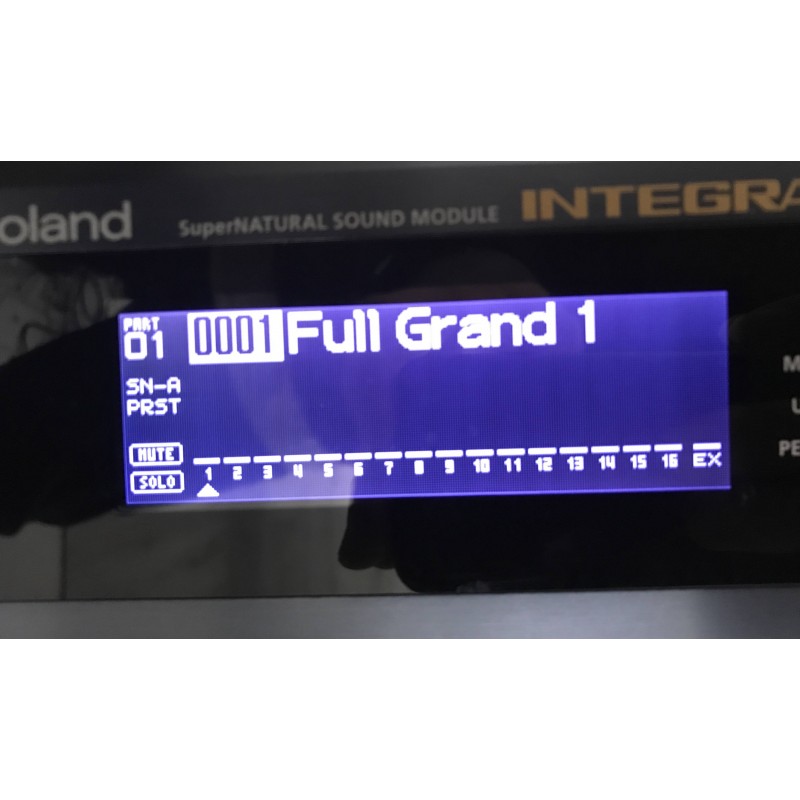 oland SuperNATURAL SOUND MODULE INTEGRA
PART
01 0001 Full Grand 1
SN-A
PRST
MUTE
SOLO
1 2 3 4 5 6 7 8 9 10 11 12 13 14 15 16 EX
M
U
PE